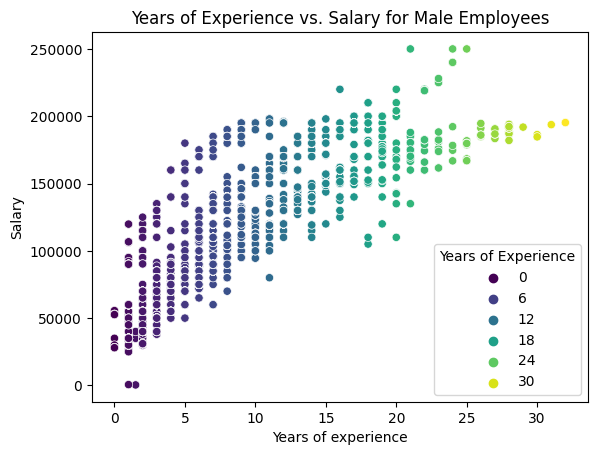 Years of Experience vs. Salary for Male Employees
250000
200000
150000
100000
50000
0
Salary
Years of Experience
0
6
12
18
24
30
0 5 10 15 20 25 30
Years of experience